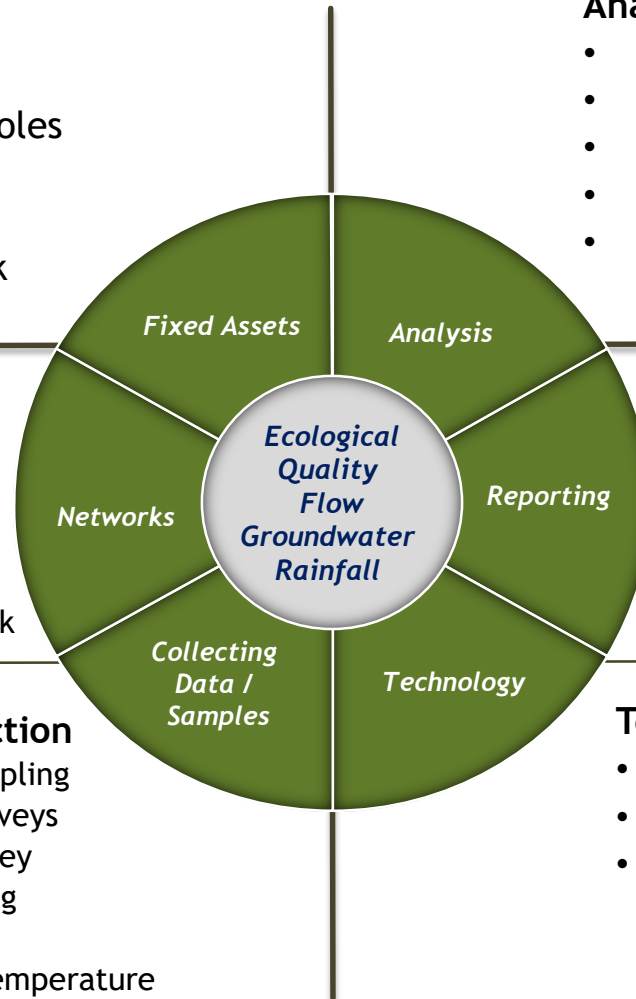 Ana
•
•
•
•
•
oles
k
Fixed Assets
Analysis
Ecological
Quality
Flow
Groundwater
Rainfall
Networks
Reporting
k
Collecting
Data /
Samples
Technology
ction
pling
veys
ey
g
emperature
T
•
•
•